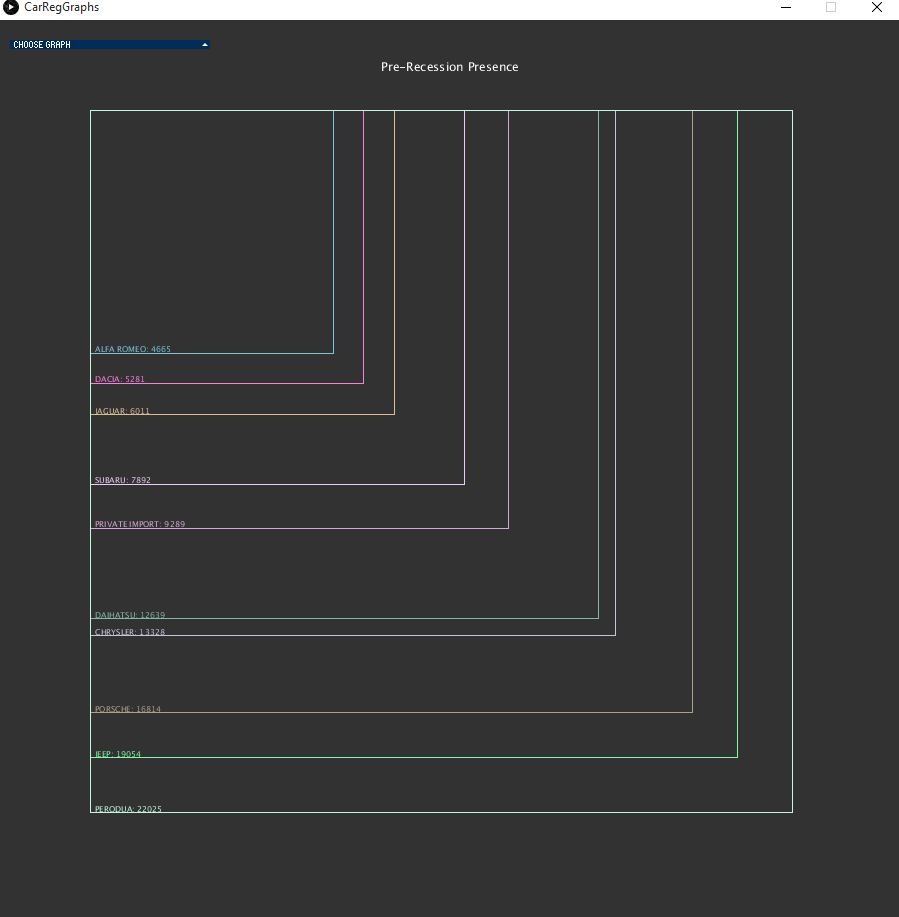 CarRegGraphs
CHOOSE GRAPH
Pre-Recession Presence
ALFA ROMEO: 4665
DACIA: 5281
JAGUAR: 6011
SUBARU: 7892
PRIVATE IMPORT: 9289
DAIHATSU: 12639
CHRYSLER: 13328
PORSCHE: 16814
JEEP: 19054
PERODUA: 22025